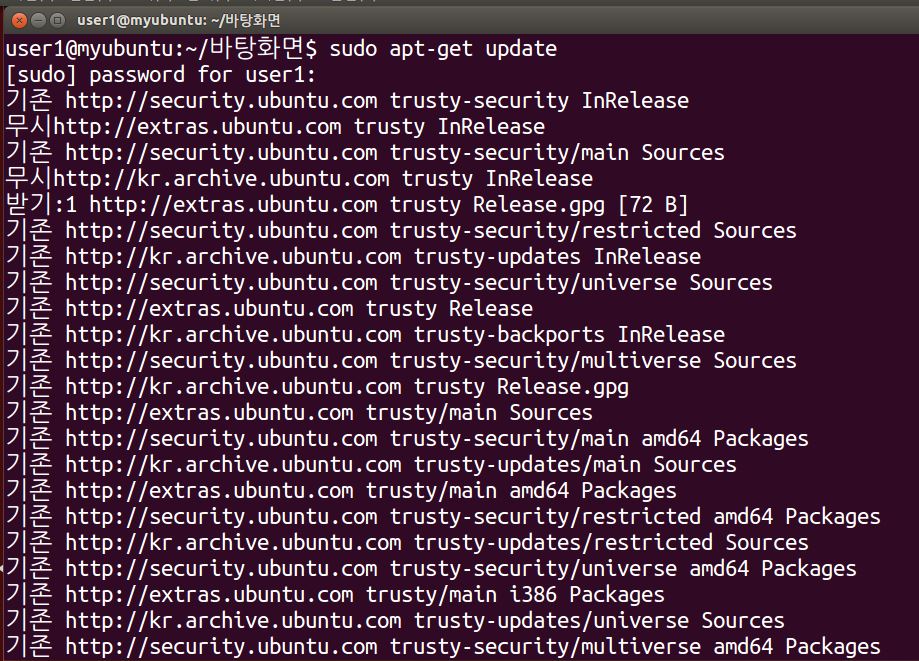 user1@myubuntu: ~/바탕화면
user1@myubuntu:~/바탕화면$ sudo apt-get update
[sudo] password for user1:
기존 http://security.ubuntu.com trusty-security InRelease
무시http://extras.ubuntu.com trusty InRelease
기존 http://security.ubuntu.com trusty-security/main Sources
무시http://kr.archive.ubuntu.com trusty InRelease
받기:1 http://extras.ubuntu.com trusty Release.gpg [72 B]
기존 http://security.ubuntu.com trusty-security/restricted Sources
기존 http://kr.archive.ubuntu.com trusty-updates InRelease
기존 http://security.ubuntu.com trusty-security/universe Sources
기존 http://extras.ubuntu.com trusty Release
기존 http://kr.archive.ubuntu.com trusty-backports InRelease
기존 http://security.ubuntu.com trusty-security/multiverse Sources
기존 http://kr.archive.ubuntu.com trusty Release.gpg
기존 http://extras.ubuntu.com trusty/main Sources
기존 http://security.ubuntu.com trusty-security/main amd64 Packages
기존 http://kr.archive.ubuntu.com trusty-updates/main Sources
기존 http://extras.ubuntu.com trusty/main amd64 Packages
기존 http://security.ubuntu.com trusty-security/restricted amd64 Packages
기존 http://kr.archive.ubuntu.com trusty-updates/restricted Sources
기존 http://security.ubuntu.com trusty-security/universe amd64 Packages
기존 http://extras.ubuntu.com trusty/main i386 Packages
기존 http://kr.archive.ubuntu.com trusty-updates/universe Sources
기존 http://security.ubuntu.com trusty-security/multiverse amd64 Packages